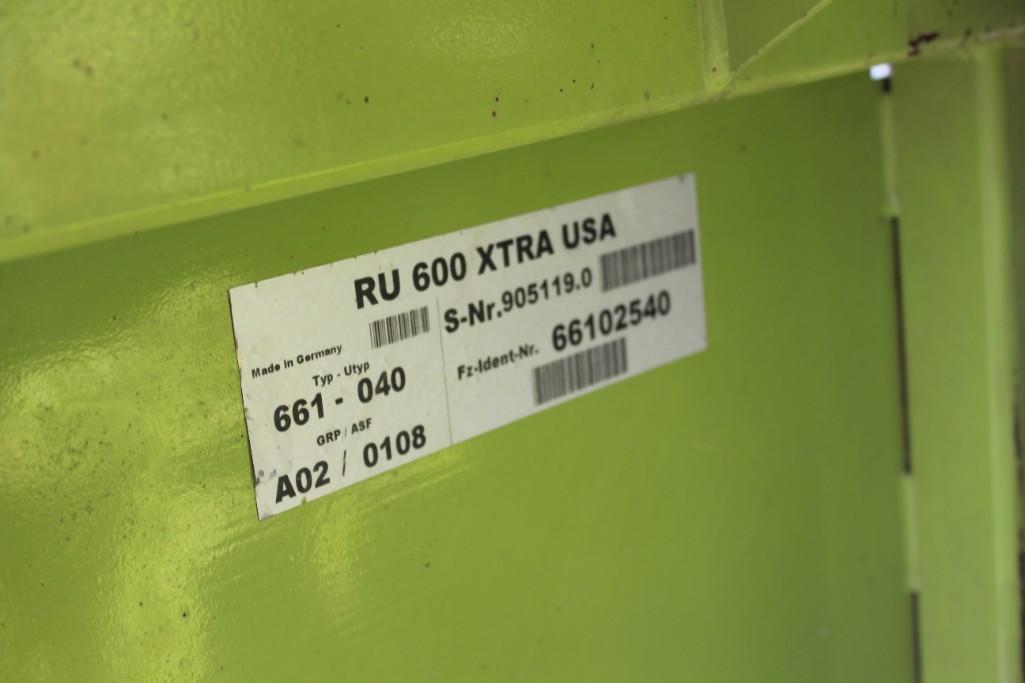 RU 600 XTRA USA
Made in Germany
S-Nr.905119.0
Typ - Utyp
661 - 040
Fz-Ident-Nr. 66102540
GRP / ASF
A02 / 0108